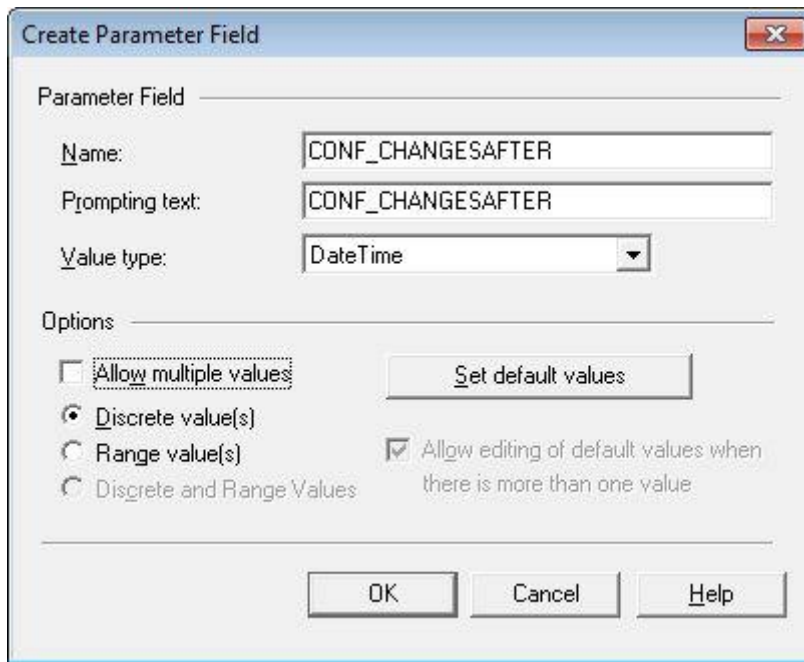 Create Parameter Field
Parameter Field
Name: CONF_CHANGESAFTER
Prompting text: CONF_CHANGESAFTER
Value type: DateTime
Options
Allow multiple values
Set default values
Discrete value(s)
Range value(s)
Discrete and Range Values
Allow editing of default values when
there is more than one value
OK Cancel Help